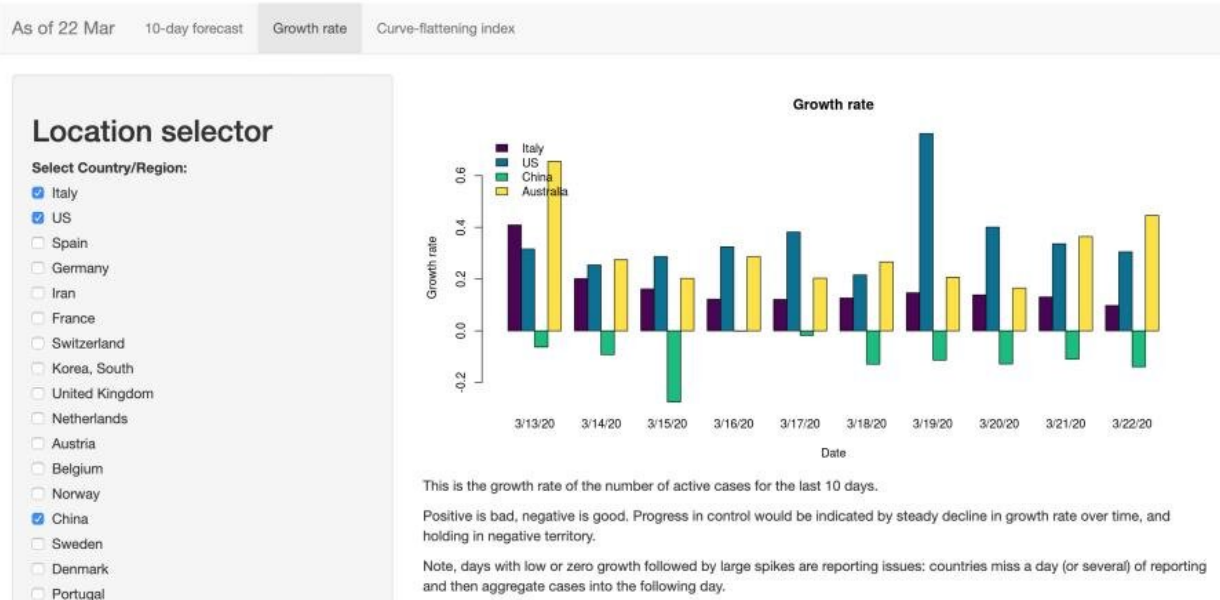 As of 22 Mar
10-day forecast
Growth rate
Curve-flattening index
Location selector
Select Country/Region:
Italy
US
Spain
Germany
Iran
France
Switzerland
Korea, South
United Kingdom
Netherlands
Austria
Belgium
Norway
China
Sweden
Denmark
Portugal
Growth rate
Italy
US
China
Australia
Growth rate
0.6
0.4
0.2
0.0
-0.2
3/13/20 3/14/20 3/15/20 3/16/20 3/17/20 3/18/20 3/19/20 3/20/20 3/21/20 3/22/20
Date
This is the growth rate of the number of active cases for the last 10 days.
Positive is bad, negative is good. Progress in control would be indicated by steady decline in growth rate over time, and
holding in negative territory.
Note, days with low or zero growth followed by large spikes are reporting issues: countries miss a day (or several) of reporting
and then aggregate cases into the following day.